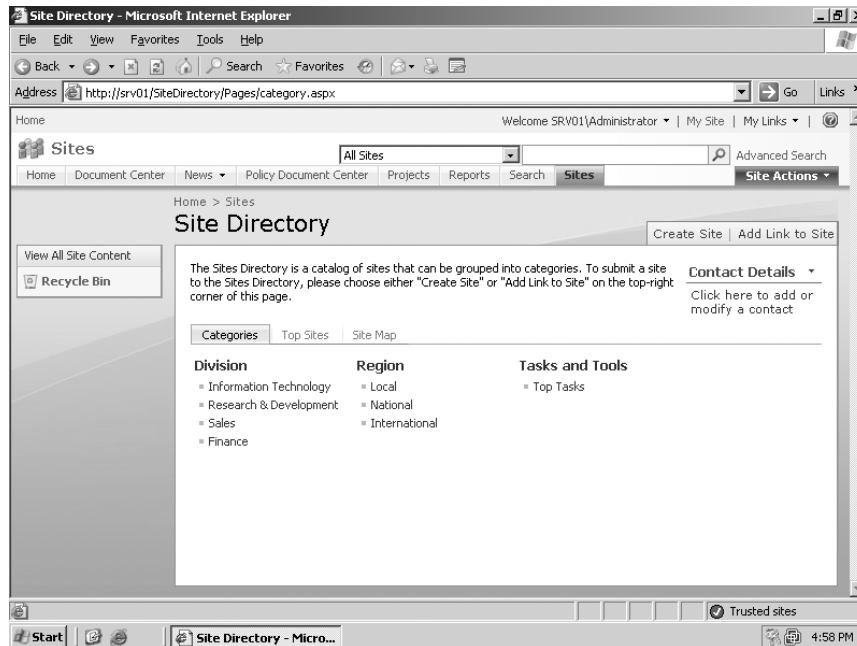 Site Directory - Microsoft Internet Explorer
File Edit View Favorites Tools Help
Back Search Favorites
Address http://srv01/SiteDirectory/Pages/category.aspx Go Links
Home Welcome SRV01\Administrator | My Site | My Links |
Sites All Sites Advanced Search
Home Document Center News Policy Document Center Projects Reports Search Sites Site Actions
Home > Sites
Site Directory
Create Site | Add Link to Site
View All Site Content
Recycle Bin
The Sites Directory is a catalog of sites that can be grouped into categories. To submit a site
to the Sites Directory, please choose either "Create Site" or "Add Link to Site" on the top-right
corner of this page.
Contact Details
Click here to add or
modify a contact
Categories Top Sites Site Map
Division Region Tasks and Tools
Information Technology Local Top Tasks
Research & Development National
Sales International
Finance
Trusted sites
Start Site Directory - Micro... 4:58 PM